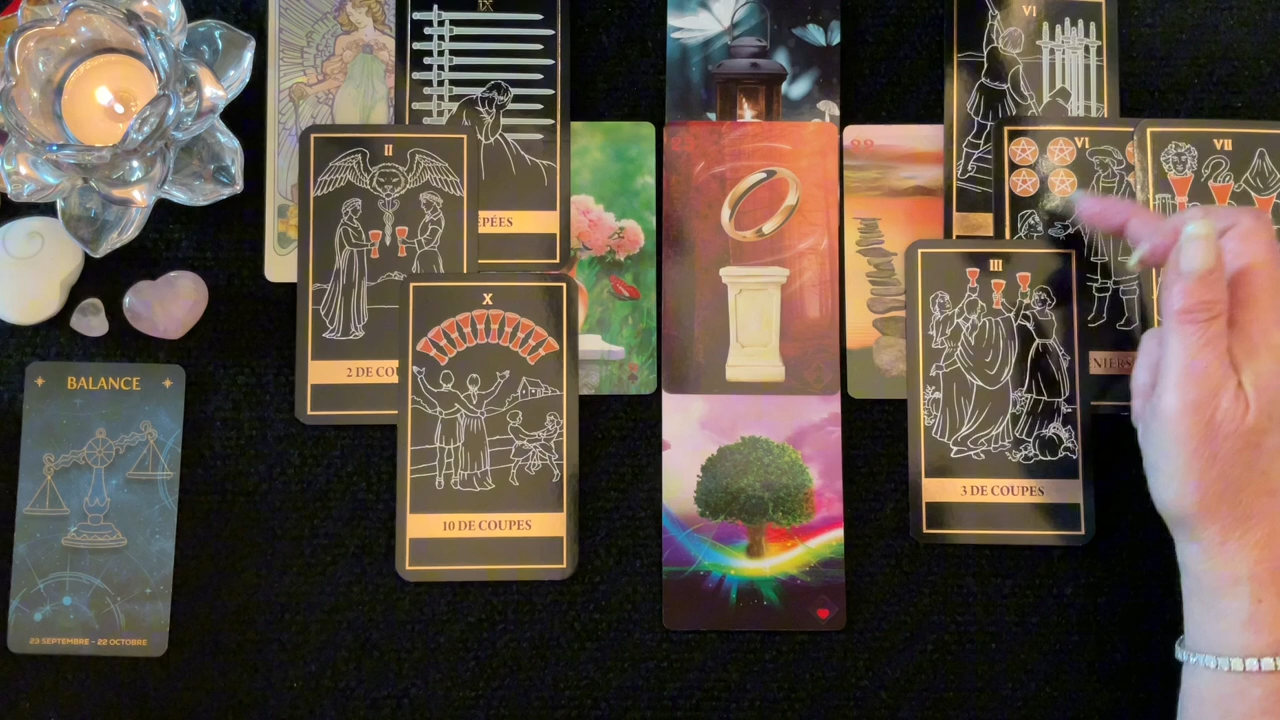 IX
VI
II
VI
VII
ÉPÉES
III
X
2 DE COU
NIERS
BALANCE
3 DE COUPES
10 DE COUPES
23 SEPTEMBRE - 22 OCTOBRE